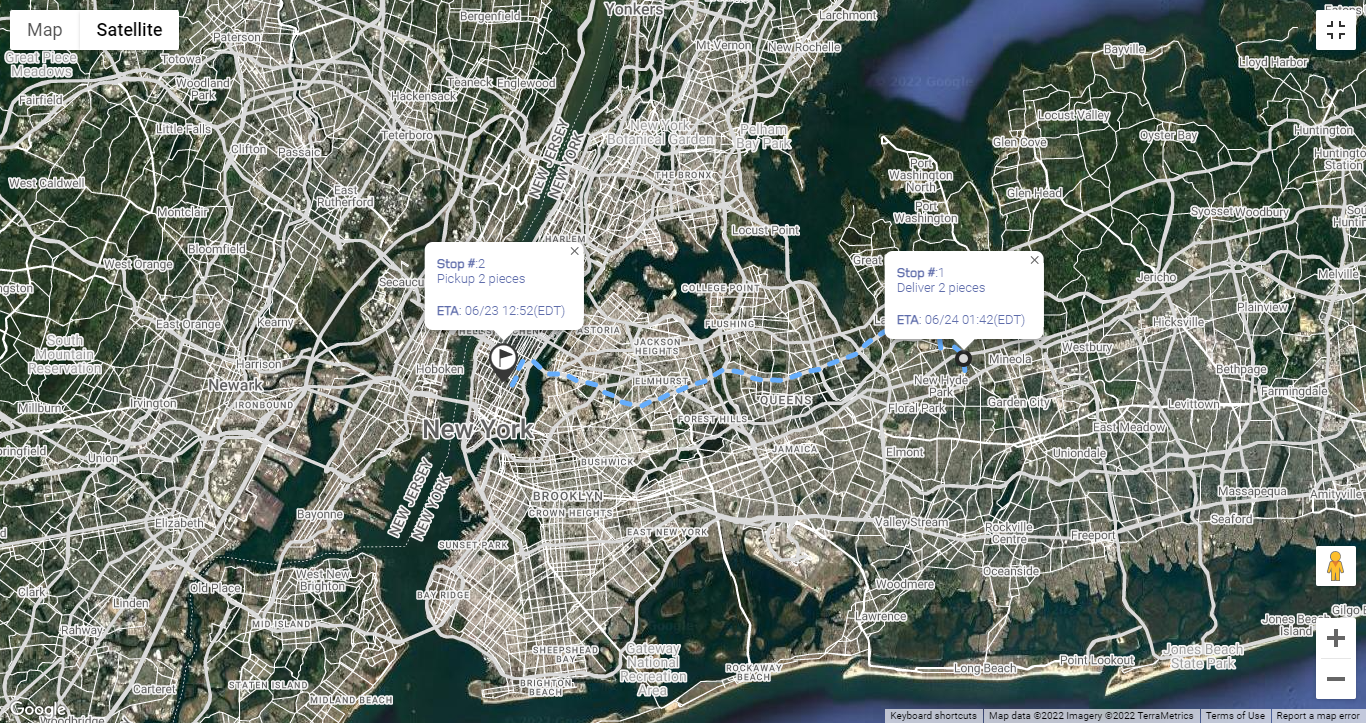 Map
Satellite
Bergenfield
Yonkers
Larchmont
Paterson
Mt Vernon
New Rochelle
Bayville
Great Piece
Meadows
Totowa
Lloyd Harbor
Woodland
Park
Teaneck
Englewood
Fairfield
Hackensack
Locust Valley
Little Falls
Teterboro
New York
Botanical Garden
Pelham
Bay Park
Oyster Bay
Huntington
Clifton
Passaic
Glen Cove
NEW JERSEY
NEW YORK
Huntington
Station
West Caldwell
THE BRONX
Port
Washington
North
East
Rutherford
Glen Head
Montclair
Port
Washington
Syosset
Woodbury
Bloomfield
Locust Point
HARLEM
West Orange
Great
Jericho
Melville
Secaucus
COLLEGE POINT
Stop #:2
Pickup 2 pieces
ETA: 06/23 12:52(EDT)
Stop #:1
Deliver 2 pieces
ETA: 06/24 01:42(EDT)
Plainview
East Orange
Kearny
ASTORIA
FLUSHING
Hicksville
South
Mountain
Reservation
Harrison
JACKSON
HEIGHTS
Westbury
Mineola
Hoboken
Bethpage
Newark
ELMHURST
New Hyde
Park
Farmingdale
Millburn
Irvington
IRONBOUND
QUEENS
Floral Park
Garden City
Levittown
New York
FOREST HILLS
East Meadow
Union
JAMAICA
Elmont
Uniondale
BUSHWICK
NEW JERSEY
NEW YORK
BROOKLYN
CROWN HEIGHTS
Massapequa
Amityville
Bayonne
Elizabeth
EAST NEW YORK
Valley Stream
Rockville
Centre
Seaford
Freeport
SUNSET PARK
West New
Brighton
Oceanside
Old Place
Clark
BAY RIDGE
Woodmere
Linden
Lawrence
MID ISLAND
Rahway
Jones Beach
Island
Gilgo
SHEEPSHEAD
BAY
Gateway
National
Recreation
Area
Jones Beach
State Park
Point Lookout
ROCKAWAY
BEACH
Long Beach
STATEN ISLAND
BRIGHTON
BEACH
Carteret
MIDLAND BEACH
Google
Woodbridge
Keyboard shortcuts
Map data ©2022 Imagery ©2022 TerraMetrics
Terms of Use
Report a map error